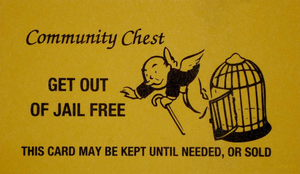 Community Chest
GET OUT
OF JAIL FREE
THIS CARD MAY BE KEPT UNTIL NEEDED, OR SOLD